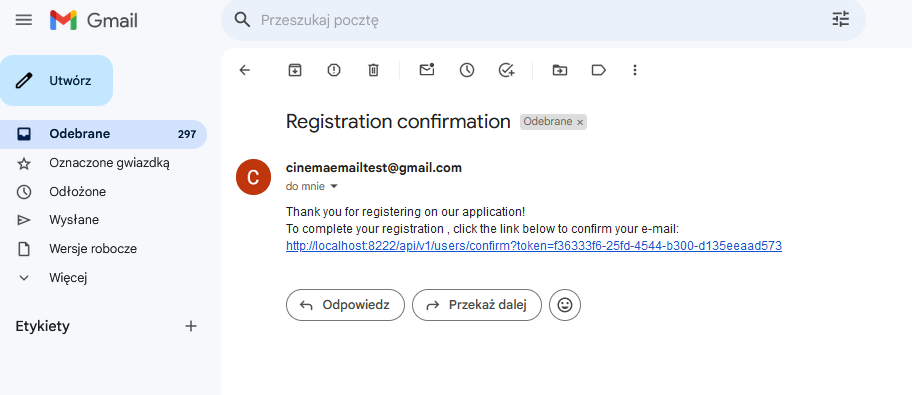 Gmail
Przeszukaj pocztę
Utwórz
Odebrane 297
Oznaczone gwiazdką
Odłożone
Wysłane
Wersje robocze
Więcej
Etykiety +
Registration confirmation Odebrane ×
C
cinemaemailtest@gmail.com
do mnie
Thank you for registering on our application!
To complete your registration , click the link below to confirm your e-mail:
http://localhost:8222/api/v1/users/confirm?token=f36333f6-25fd-4544-b300-d135eeaad573
Odpowiedz Przekaż dalej